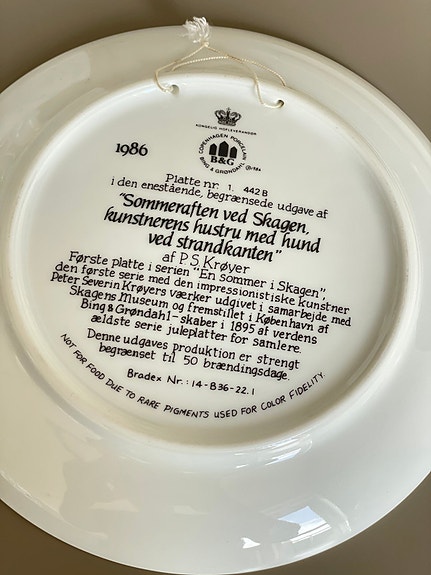 KONGELIG HOFLEVERANDØR
1986
COPENHAGEN PORCELAIN
B&G
BING & GRØNDAHL
Platte nr. 1. 442B
i den enestående, begrænsede udgave af
"Sommeraften ved Skagen,
kunstnerens hustru med hund
ved strandkanten"
af P.S. Krøyer
Første platte i serien "En sommer i Skagen",
den første serie med den impressionistiske kunstner
Peter Severin Krøyers værker udgivet i samarbejde med
Skagens Museum og fremstillet i København af
Bing & Grøndahl - skaber i 1895 af verdens
ældste serie juleplatter for samlere.
Denne udgaves produktion er strengt
begrænset til 50 brændingsdage.
Bradex Nr.: 14-B36-22.1
NOT FOR FOOD DUE TO RARE PIGMENTS USED FOR COLOR FIDELITY.